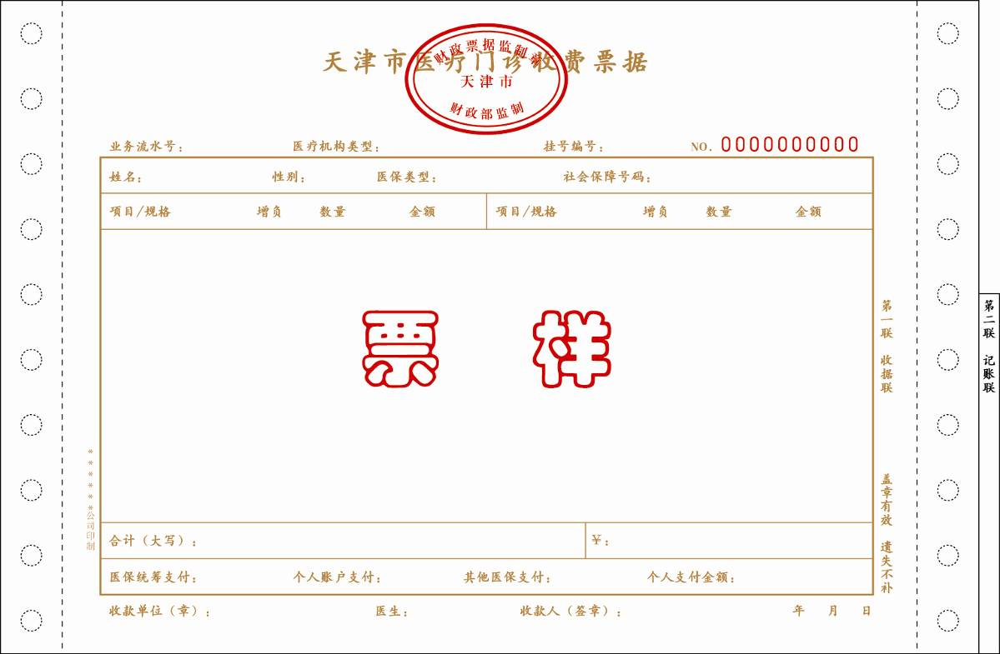 天津市医疗门诊收费票据
财政票据监制章
天津市
财政部监制
业务流水号： 医疗机构类型： 挂号编号： NO. 0000000000
姓名： 性别： 医保类型： 社会保障号码：
项目/规格 增负 数量 金额 项目/规格 增负 数量 金额
票 样
第一联 收据联
第二联 记账联
******公司印制
盖章有效 遗失不补
合计（大写）： ￥：
医保统筹支付： 个人账户支付： 其他医保支付： 个人支付金额：
收款单位（章）： 医生： 收款人（签章）： 年 月 日